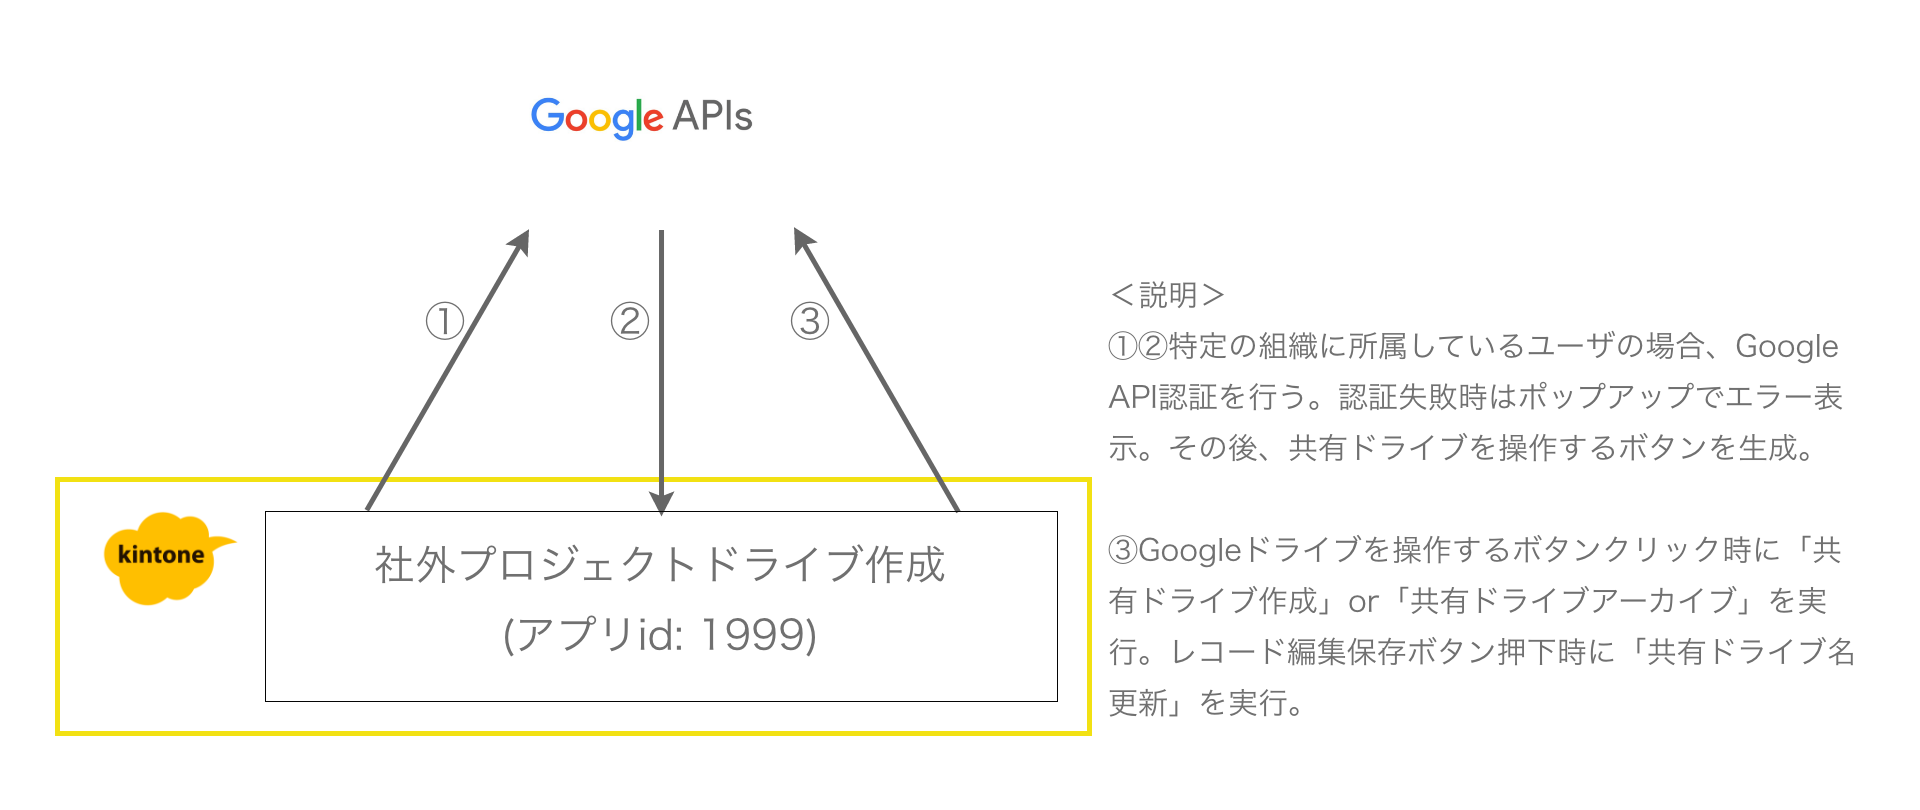 Google APIs
① ② ③
＜説明＞
①②特定の組織に所属しているユーザの場合、Google
API認証を行う。認証失敗時はポップアップでエラー表
示。その後、共有ドライブを操作するボタンを生成。
kintone
社外プロジェクトドライブ作成
(アプリid: 1999)
③Googleドライブを操作するボタンクリック時に「共
有ドライブ作成」or「共有ドライブアーカイブ」を実
行。レコード編集保存ボタン押下時に「共有ドライブ名
更新」を実行。